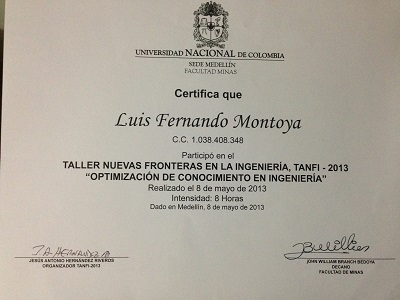 UNIVERSIDAD NACIONAL DE COLOMBIA
SEDE MEDELLÍN
FACULTAD MINAS
Certifica que
Luis Fernando Montoya
C.C. 1.038.408.348
Participó en el
TALLER NUEVAS FRONTERAS EN LA INGENIERÍA, TANFI - 2013
“OPTIMIZACIÓN DE CONOCIMIENTO EN INGENIERÍA”
Realizado el 8 de mayo de 2013
Intensidad: 8 Horas
Dado en Medellín, 8 de mayo de 2013
JESÚS ANTONIO HERNÁNDEZ RIVEROS
ORGANIZADOR TANFI-2013
JOHN WILLIAM BRANCH BEDOYA
DECANO
FACULTAD DE MINAS